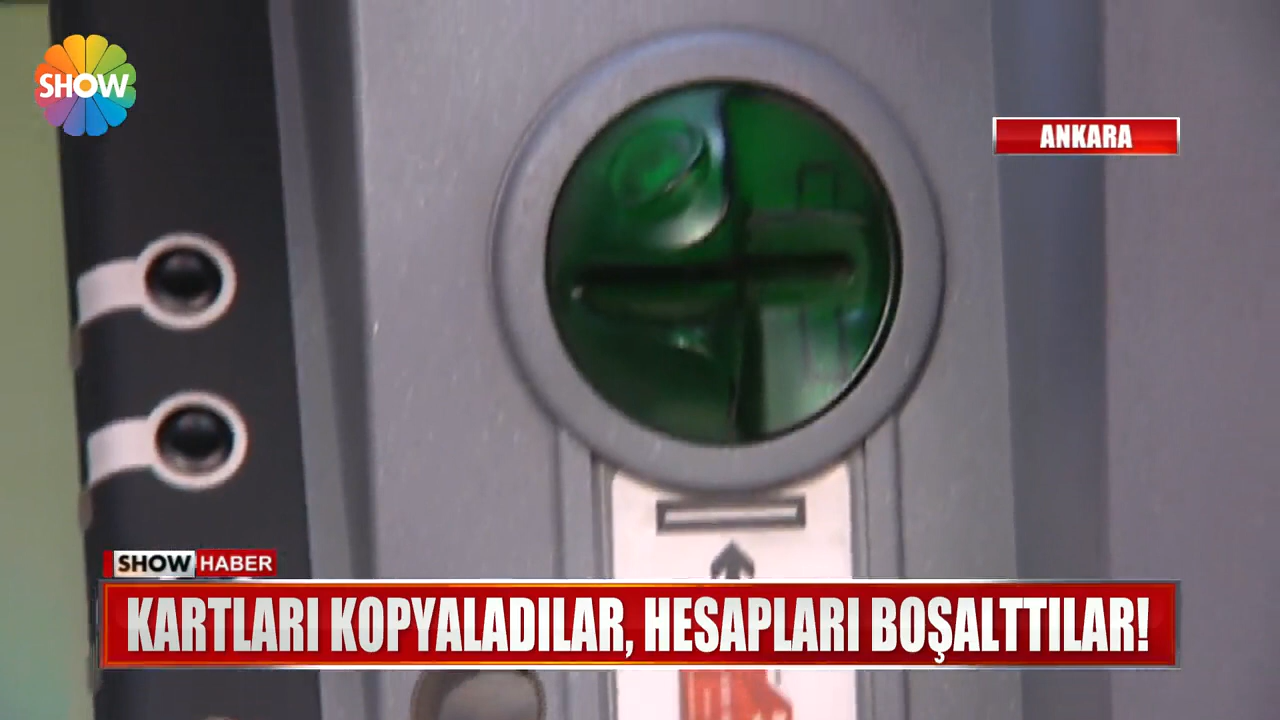 SHOW
ANKARA
SHOW HABER
KARTLARI KOPYALADILAR, HESAPLARI BOŞALTTILAR!